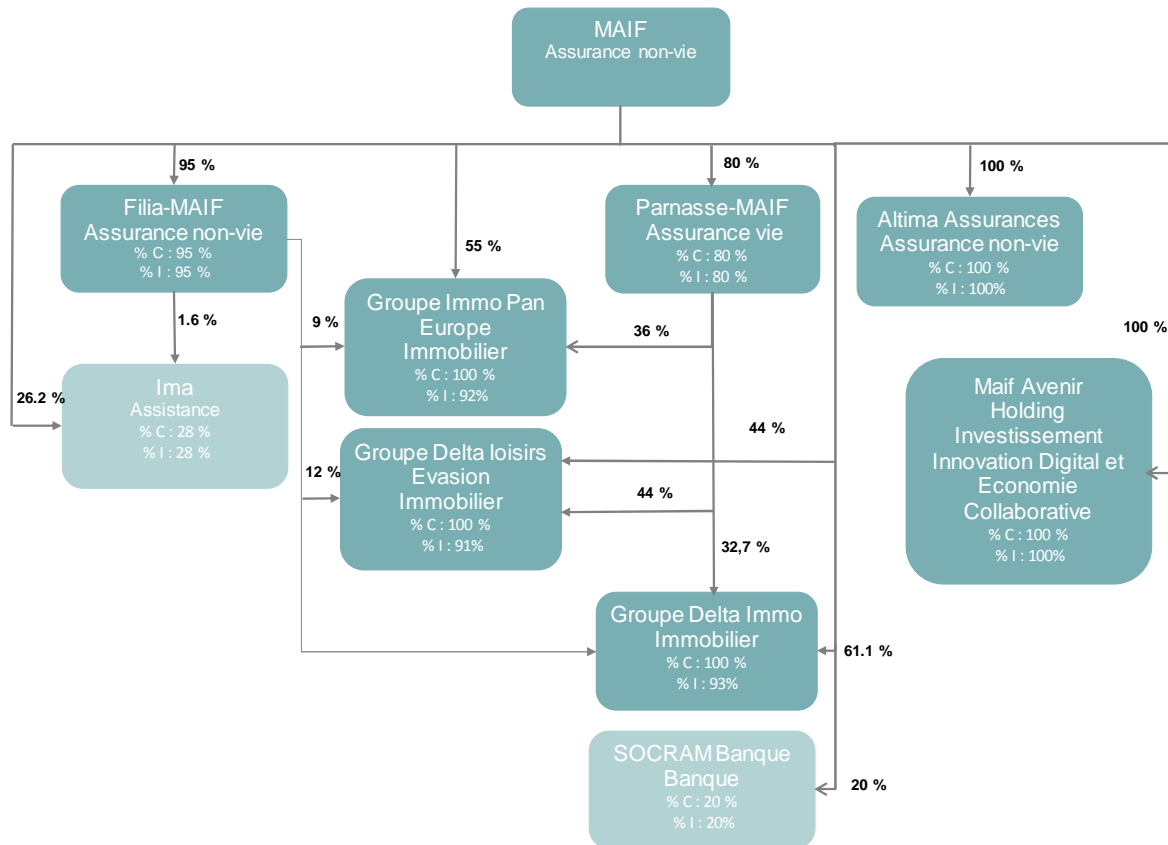 MAIF
Assurance non-vie
95 %
80 %
100 %
Filia-MAIF
Assurance non-vie
% C : 95 %
% I : 95 %
Parnasse-MAIF
Assurance vie
% C : 80 %
% I : 80 %
Altima Assurances
Assurance non-vie
% C : 100 %
% I : 100%
55 %
Groupe Immo Pan
Europe
Immobilier
% C : 100 %
% I : 92%
1.6 %
9 %
36 %
100 %
26.2 %
Ima
Assistance
% C : 28 %
% I : 28 %
Maif Avenir
Holding
Investissement
Innovation Digital et
Economie
Collaborative
% C : 100 %
% I : 100%
44 %
12 %
Groupe Delta loisirs
Evasion
Immobilier
% C : 100 %
% I : 91%
44 %
32,7 %
Groupe Delta Immo
Immobilier
% C : 100 %
% I : 93%
61.1 %
SOCRAM Banque
Banque
% C : 20 %
% I : 20%
20 %